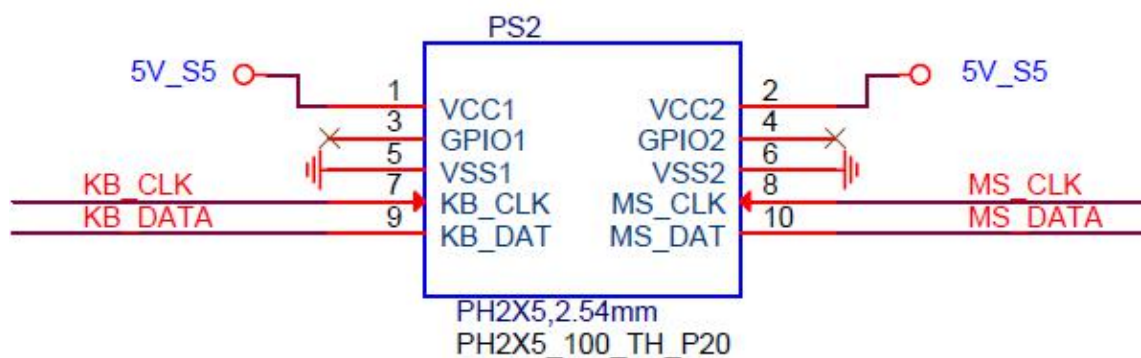 PS2
5V_S5 5V_S5
1 VCC1 VCC2 2
3 GPIO1 GPIO2 4
5 VSS1 VSS2 6
KB_CLK 7 KB_CLK MS_CLK 8 MS_CLK
KB_DATA 9 KB_DAT MS_DAT 10 MS_DATA
PH2X5,2.54mm
PH2X5_100_TH_P20